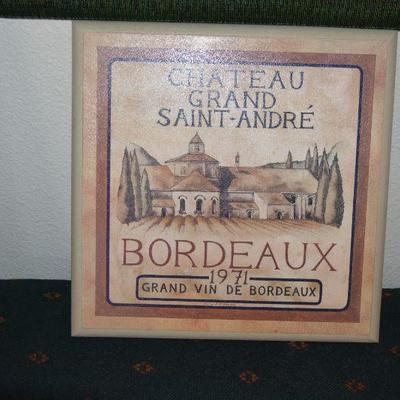 CHATEAU
GRAND
SAINT-ANDRÉ
BORDEAUX
1971
GRAND VIN DE BORDEAUX